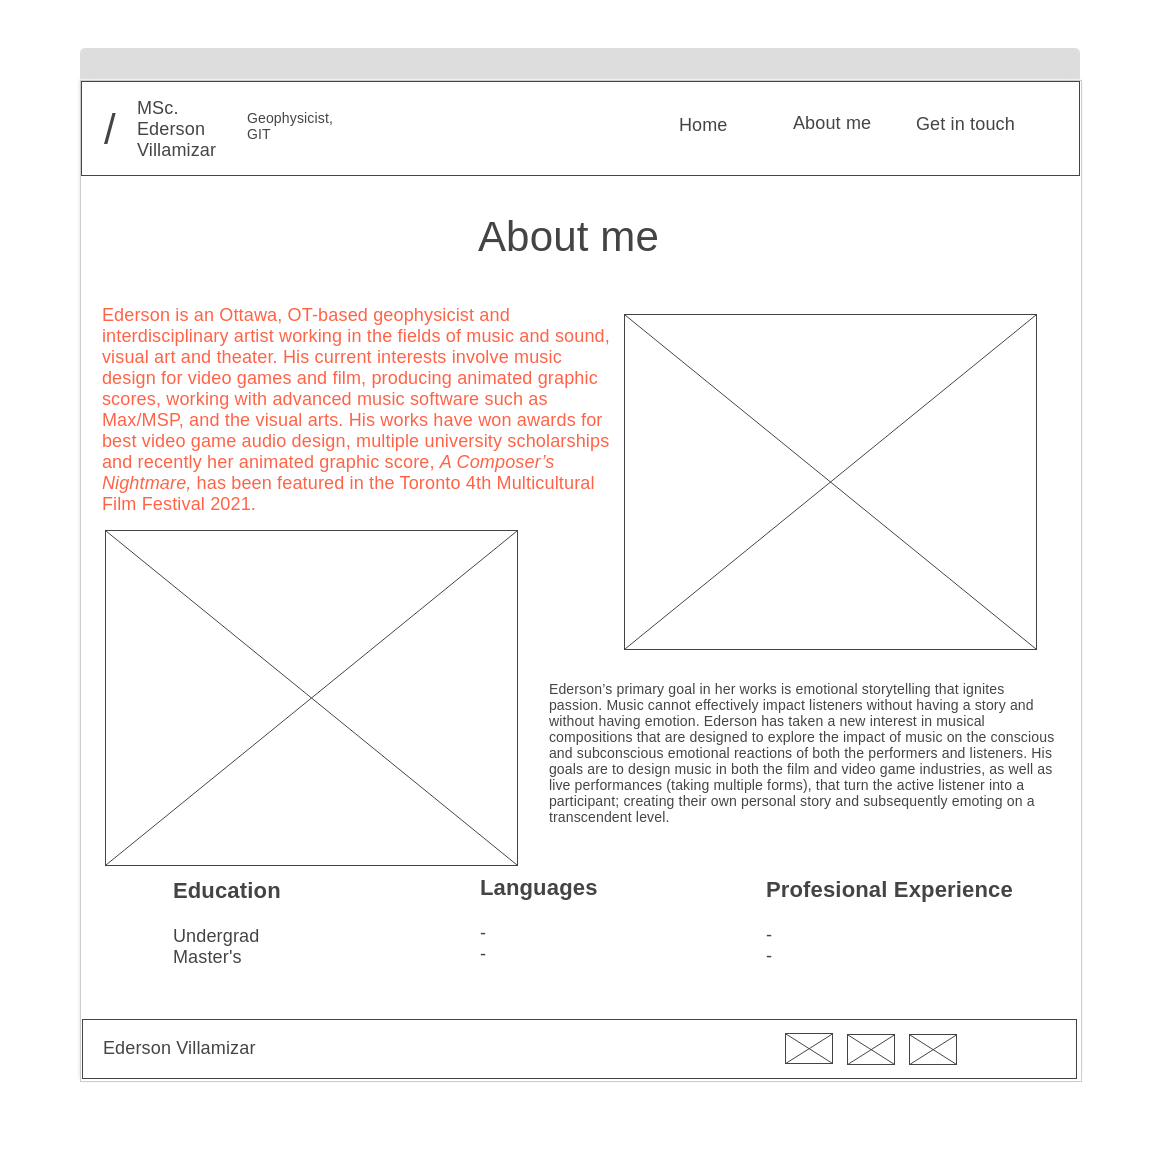 /
MSc.
Ederson
Villamizar
Geophysicist,
GIT
Home
About me
Get in touch
About me
Ederson is an Ottawa, OT-based geophysicist and
interdisciplinary artist working in the fields of music and sound,
visual art and theater. His current interests involve music
design for video games and film, producing animated graphic
scores, working with advanced music software such as
Max/MSP, and the visual arts. His works have won awards for
best video game audio design, multiple university scholarships
and recently her animated graphic score, A Composer’s
Nightmare, has been featured in the Toronto 4th Multicultural
Film Festival 2021.
Ederson’s primary goal in her works is emotional storytelling that ignites
passion. Music cannot effectively impact listeners without having a story and
without having emotion. Ederson has taken a new interest in musical
compositions that are designed to explore the impact of music on the conscious
and subconscious emotional reactions of both the performers and listeners. His
goals are to design music in both the film and video game industries, as well as
live performances (taking multiple forms), that turn the active listener into a
participant; creating their own personal story and subsequently emoting on a
transcendent level.
Education
Undergrad
Master's
Languages
-
-
Profesional Experience
-
-
Ederson Villamizar